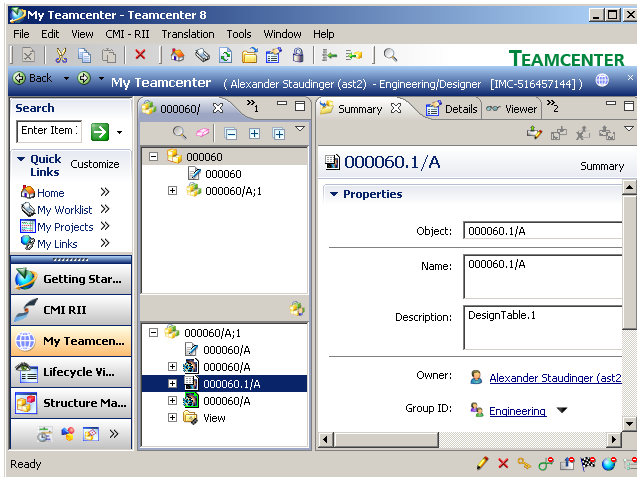 My Teamcenter - Teamcenter 8
File Edit View CMI - RII Translation Tools Window Help
TEAMCENTER
Back My Teamcenter ( Alexander Staudinger (ast2) - Engineering/Designer [IMC-516457144] )
Search
Enter Item
Quick Links Customize
Home
My Worklist
My Projects
My Links
Getting Star...
CMI RII
My Teamcen...
Lifecycle Vi...
Structure Ma...
000060/ 1
000060
000060
000060/A;1
000060/A;1
000060/A
000060/A
000060.1/A
000060/A
View
Summary Details Viewer 2
000060.1/A Summary
Properties
Object: 000060.1/A
Name: 000060.1/A
Description: DesignTable.1
Owner: Alexander Staudinger (ast2
Group ID: Engineering
Ready